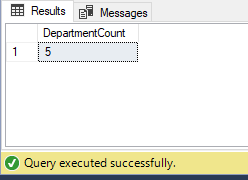 Results Messages
DepartmentCount
1 5
Query executed successfully.